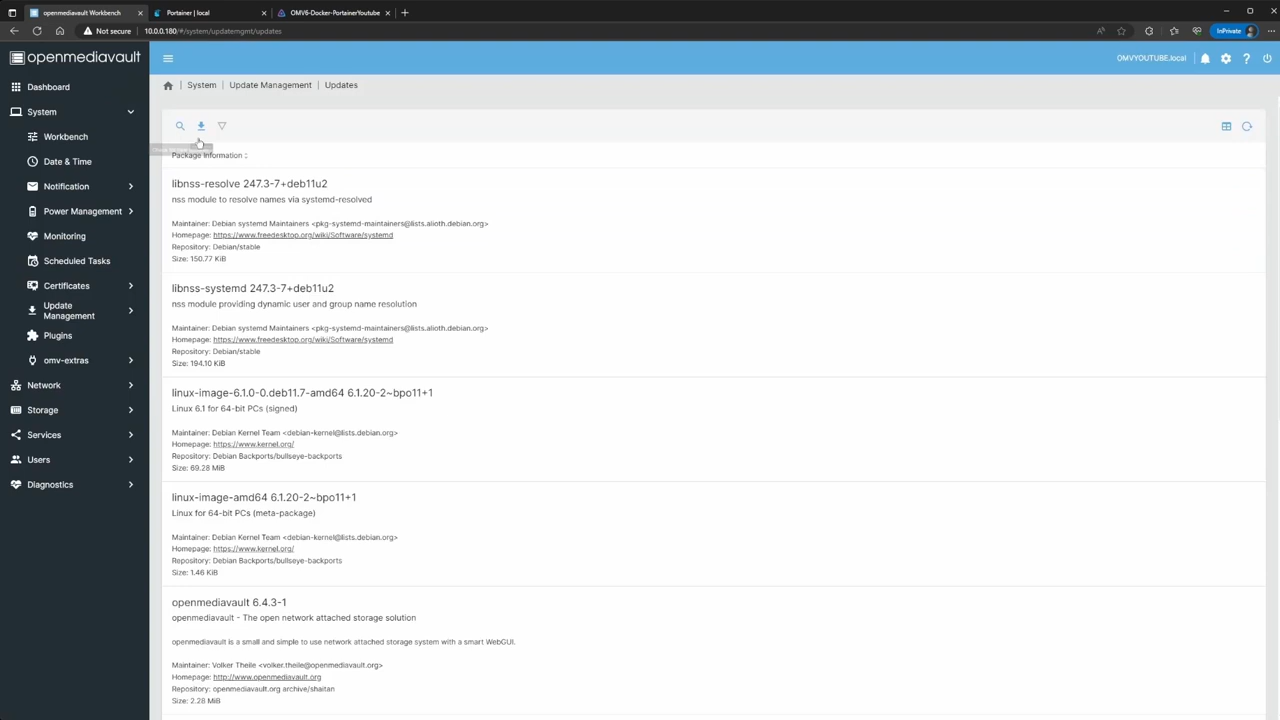 openmediavault Workbench
Portainer | local
OMV6-Docker-PortainerYoutube
Not secure
10.0.0.180/#/system/updatemgmt/updates
InPrivate
openmediavault
OMVYOUTUBE.local
Dashboard
System
Workbench
Date & Time
Notification
Power Management
Monitoring
Scheduled Tasks
Certificates
Update
Management
Plugins
omv-extras
Network
Storage
Services
Users
Diagnostics
System | Update Management | Updates
Package Information
libnss-resolve 247.3-7+deb11u2
nss module to resolve names via systemd-resolved
Maintainer: Debian systemd Maintainers <pkg-systemd-maintainers@lists.alioth.debian.org>
Homepage: https://www.freedesktop.org/wiki/Software/systemd
Repository: Debian/stable
Size: 150.77 KiB
libnss-systemd 247.3-7+deb11u2
nss module providing dynamic user and group name resolution
Maintainer: Debian systemd Maintainers <pkg-systemd-maintainers@lists.alioth.debian.org>
Homepage: https://www.freedesktop.org/wiki/Software/systemd
Repository: Debian/stable
Size: 194.10 KiB
linux-image-6.1.0-0.deb11.7-amd64 6.1.20-2~bpo11+1
Linux 6.1 for 64-bit PCs (signed)
Maintainer: Debian Kernel Team <debian-kernel@lists.debian.org>
Homepage: https://www.kernel.org/
Repository: Debian Backports/bullseye-backports
Size: 69.28 MiB
linux-image-amd64 6.1.20-2~bpo11+1
Linux for 64-bit PCs (meta-package)
Maintainer: Debian Kernel Team <debian-kernel@lists.debian.org>
Homepage: https://www.kernel.org/
Repository: Debian Backports/bullseye-backports
Size: 1.46 KiB
openmediavault 6.4.3-1
openmediavault - The open network attached storage solution
openmediavault is a small and simple to use network attached storage system with a smart WebGUI.
Maintainer: Volker Theile <volker.theile@openmediavault.org>
Homepage: http://www.openmediavault.org
Repository: openmediavault.org archive/shaitan
Size: 2.28 MiB